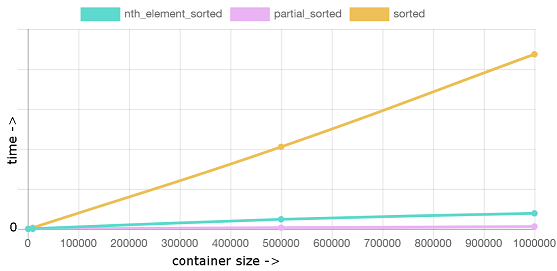 nth_element_sorted partial_sorted sorted
time ->
0
0 100000 200000 300000 400000 500000 600000 700000 800000 900000 1000000
container size ->